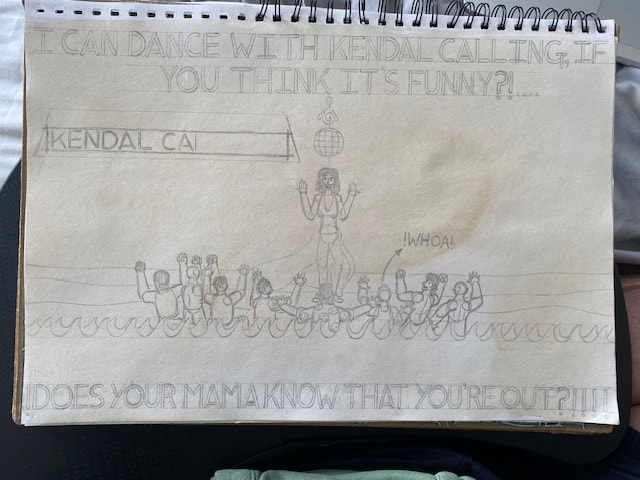 I CAN DANCE WITH KENDAL CALLING, IF
YOU THINK IT'S FUNNY?!.....
KENDAL CAL
!WHOA!
!DOES YOUR MAMA KNOW THAT YOU'RE OUT?!!!!